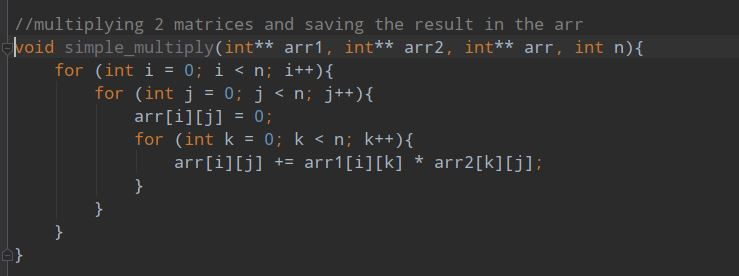 //multiplying 2 matrices and saving the result in the arr
void simple_multiply(int** arr1, int** arr2, int** arr, int n){
    for (int i = 0; i < n; i++){
        for (int j = 0; j < n; j++){
            arr[i][j] = 0;
            for (int k = 0; k < n; k++){
                arr[i][j] += arr1[i][k] * arr2[k][j];
            }
        }
    }
}